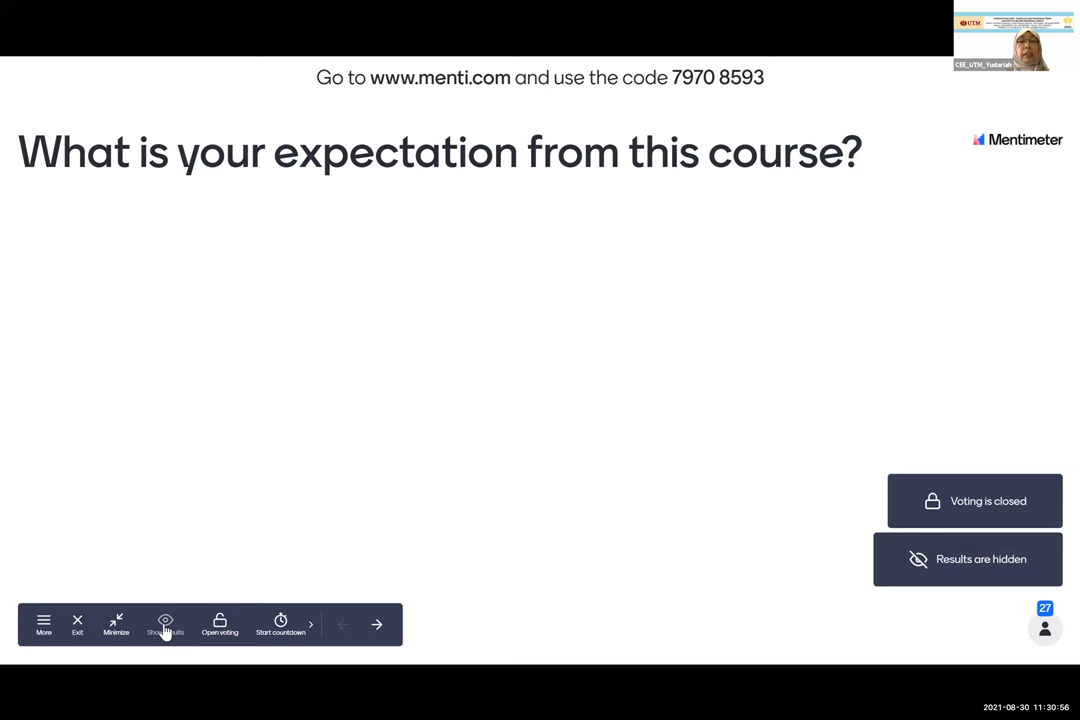 UTM
CEE_UTM_Yudariah
Go to www.menti.com and use the code 7970 8593
What is your expectation from this course?
Mentimeter
Voting is closed
Results are hidden
27
More
Exit
Minimize
Open voting
Start countdown
2021-08-30 11:30:56